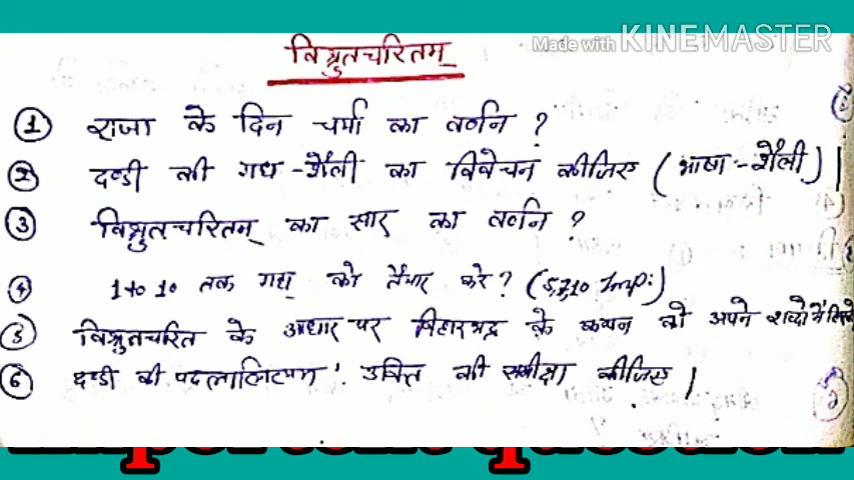 Made with KINEMASTER
विश्रुतचरितम्
① राजा के दिन चर्मा का वर्णन ?
② दण्डी की गद्य-शैली का विवेचन कीजिए (भाषा-शैली) |
③ विश्रुतचरितम् का सार का वर्णन ?
④ 1 to 10 तक गद्य को तैयार करे ? (5,7,10 Imp:)
⑤ विश्रुतचरित के आधार पर विहारभद्र के कथन को अपने शब्दो में
⑥ दण्डी की पदलालित्यम' उक्ति की समीक्षा कीजिए |
important question